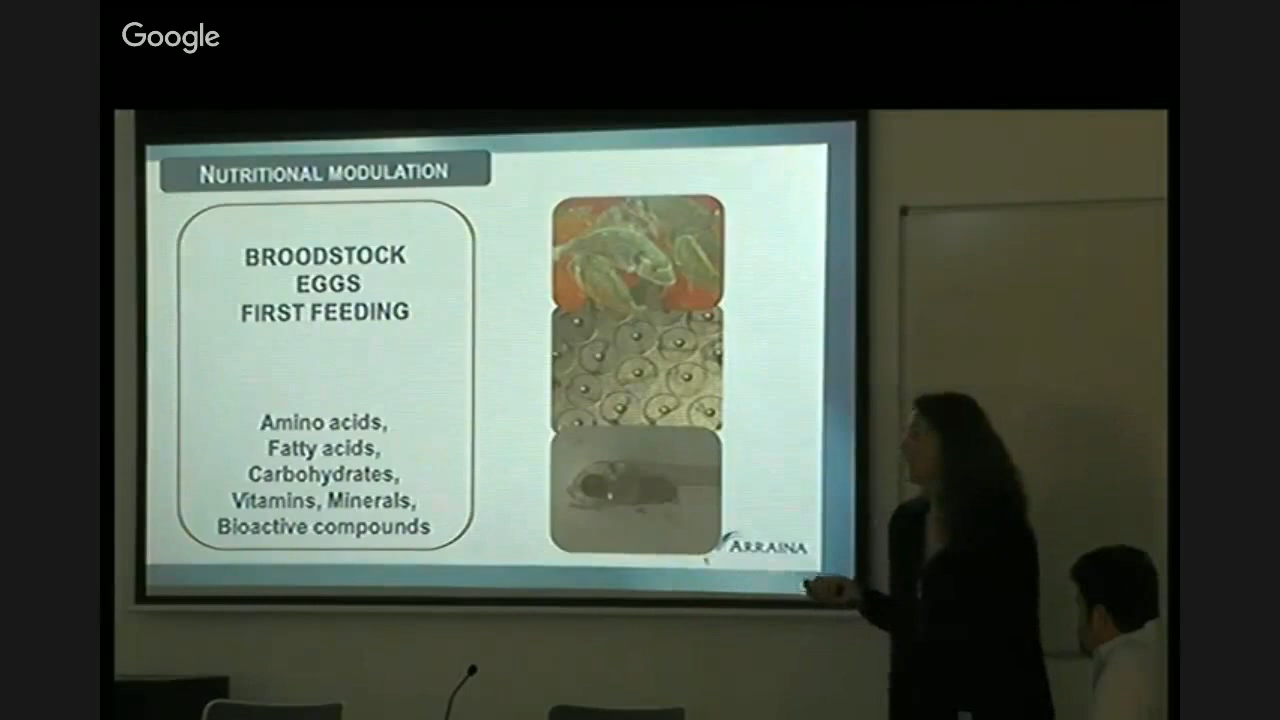 Google
NUTRITIONAL MODULATION
BROODSTOCK
EGGS
FIRST FEEDING
Amino acids,
Fatty acids,
Carbohydrates,
Vitamins, Minerals,
Bioactive compounds
ARRAINA